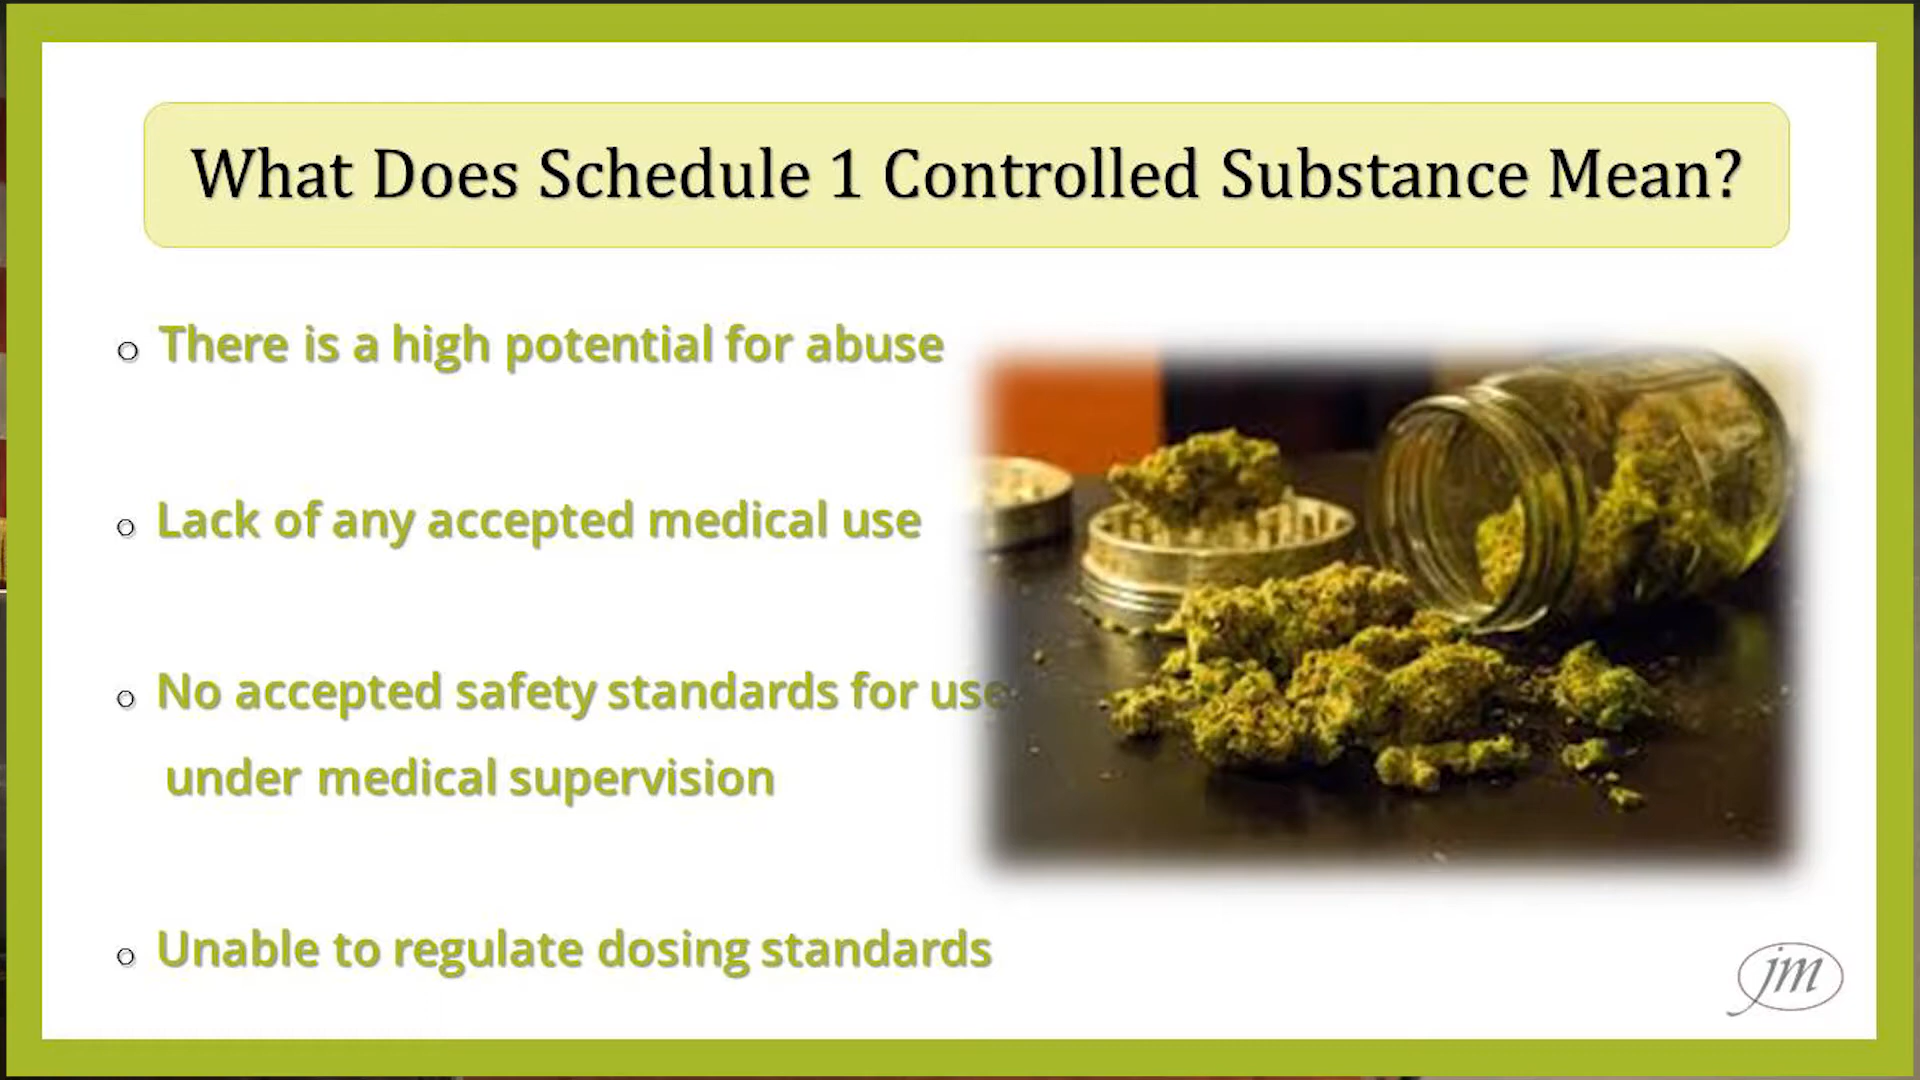 What Does Schedule 1 Controlled Substance Mean?
There is a high potential for abuse
Lack of any accepted medical use
No accepted safety standards for use
under medical supervision
Unable to regulate dosing standards
jm